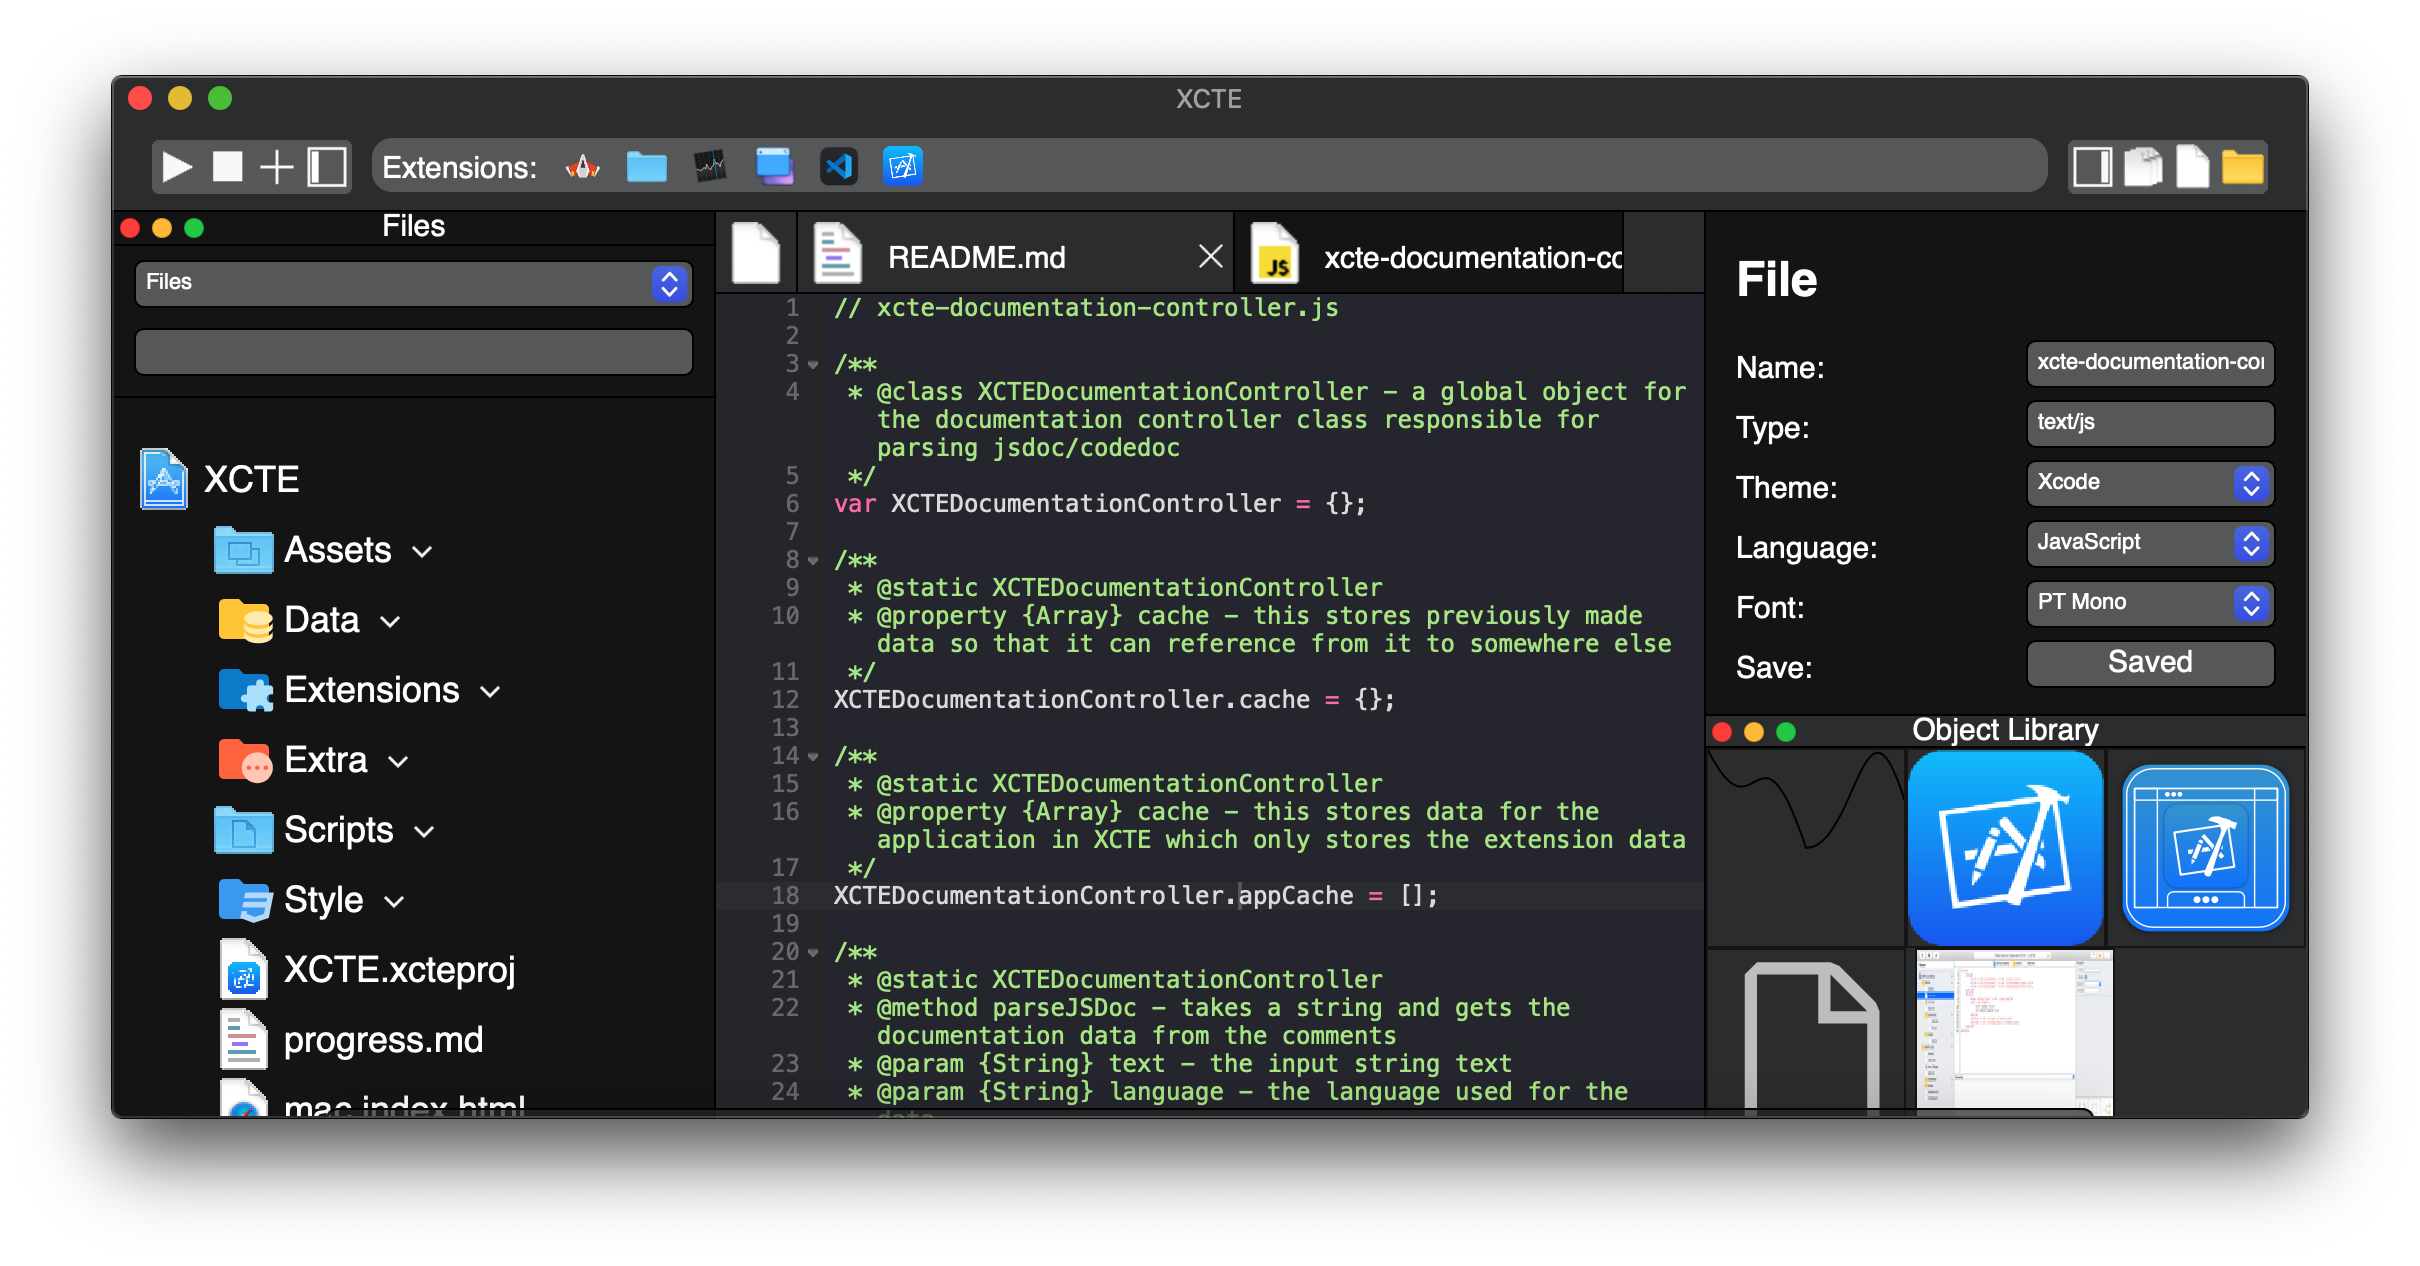 XCTE
Extensions:
Files
Files
XCTE
Assets
Data
Extensions
Extra
Scripts
Style
XCTE.xcteproj
progress.md
mac.index.html
README.md
JS
xcte-documentation-co
1 // xcte-documentation-controller.js
2
3 /**
4 * @class XCTEDocumentationController - a global object for
the documentation controller class responsible for
parsing jsdoc/codedoc
5 */
6 var XCTEDocumentationController = {};
7
8 /**
9 * @static XCTEDocumentationController
10 * @property {Array} cache - this stores previously made
data so that it can reference from it to somewhere else
11 */
12 XCTEDocumentationController.cache = {};
13
14 /**
15 * @static XCTEDocumentationController
16 * @property {Array} cache - this stores data for the
application in XCTE which only stores the extension data
17 */
18 XCTEDocumentationController.appCache = [];
19
20 /**
21 * @static XCTEDocumentationController
22 * @method parseJSDoc - takes a string and gets the
documentation data from the comments
23 * @param {String} text - the input string text
24 * @param {String} language - the language used for the
data
File
Name: xcte-documentation-co
Type: text/js
Theme: Xcode
Language: JavaScript
Font: PT Mono
Save: Saved
Object Library